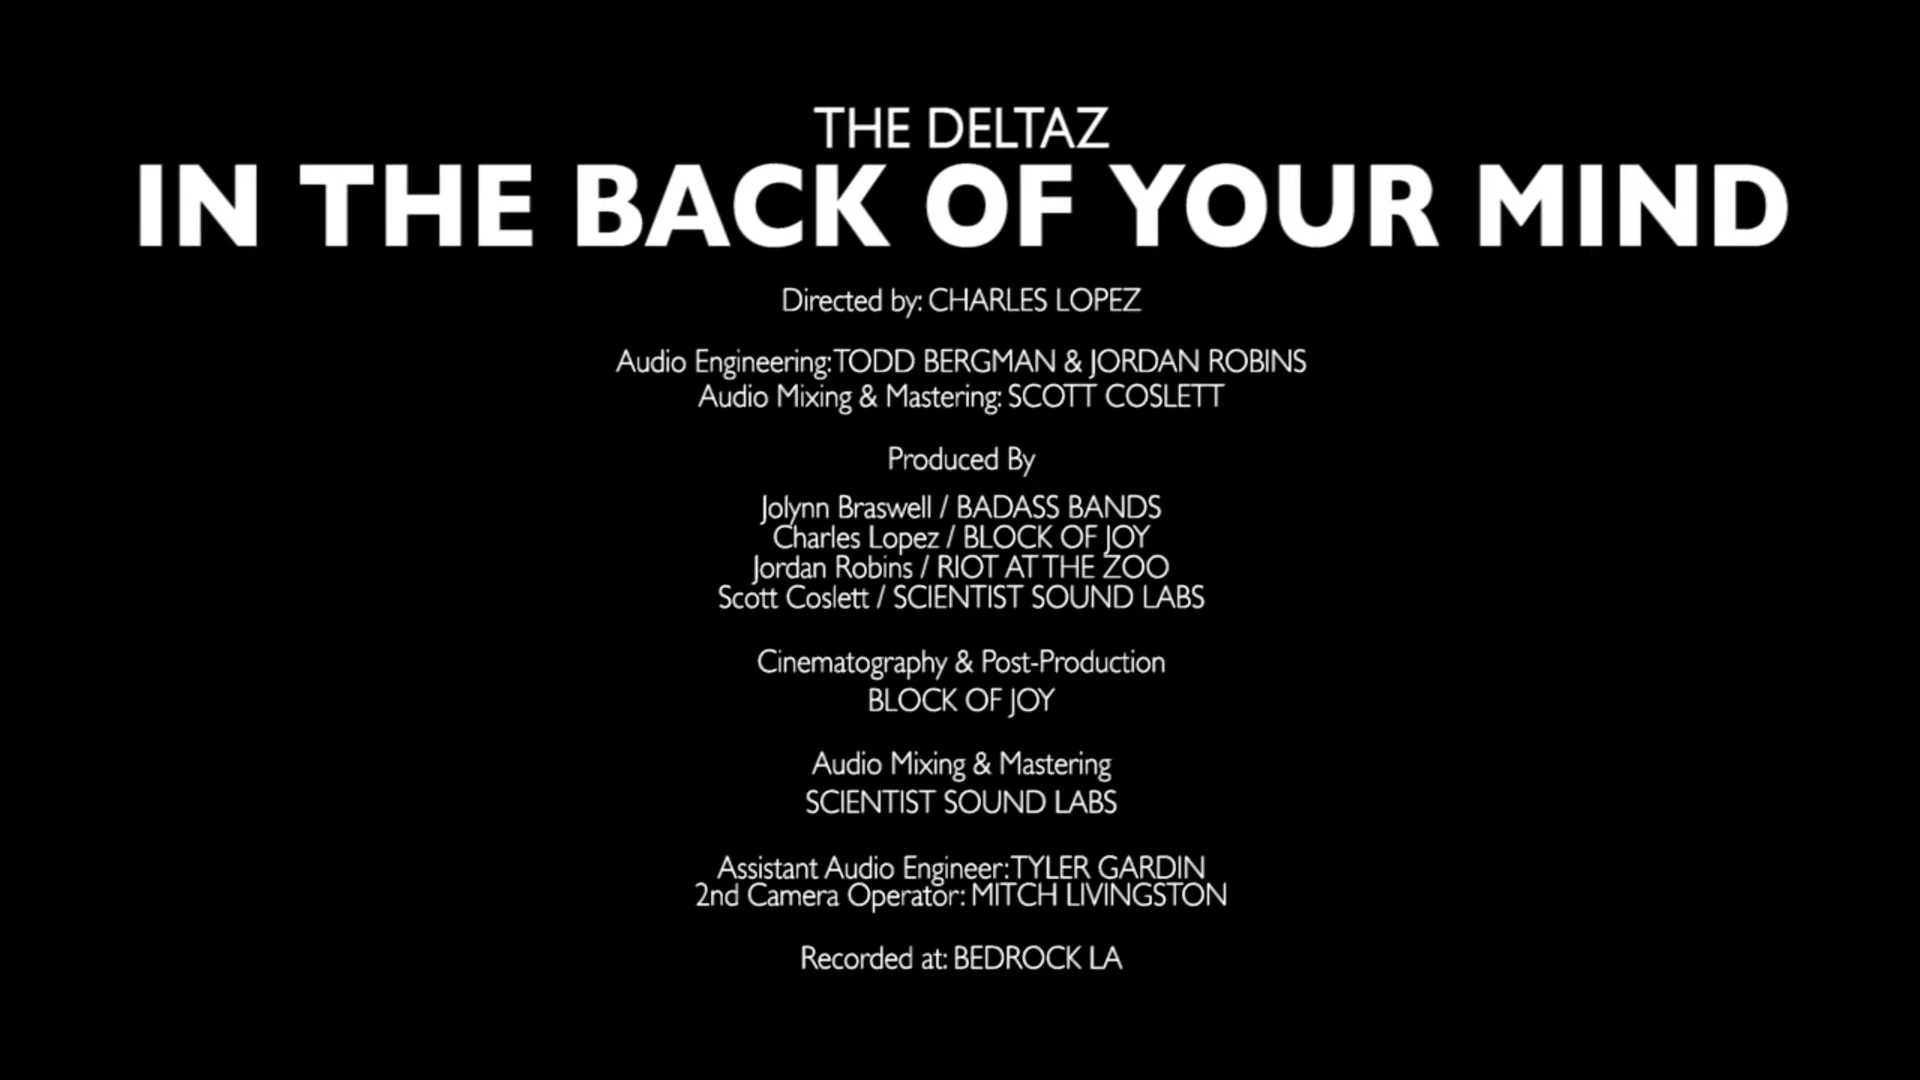 THE DELTAZ
IN THE BACK OF YOUR MIND
Directed by: CHARLES LOPEZ
Audio Engineering: TODD BERGMAN & JORDAN ROBINS
Audio Mixing & Mastering: SCOTT COSLETT
Produced By
Jolynn Braswell / BADASS BANDS
Charles Lopez / BLOCK OF JOY
Jordan Robins / RIOT AT THE ZOO
Scott Coslett / SCIENTIST SOUND LABS
Cinematography & Post-Production
BLOCK OF JOY
Audio Mixing & Mastering
SCIENTIST SOUND LABS
Assistant Audio Engineer: TYLER GARDIN
2nd Camera Operator: MITCH LIVINGSTON
Recorded at: BEDROCK LA